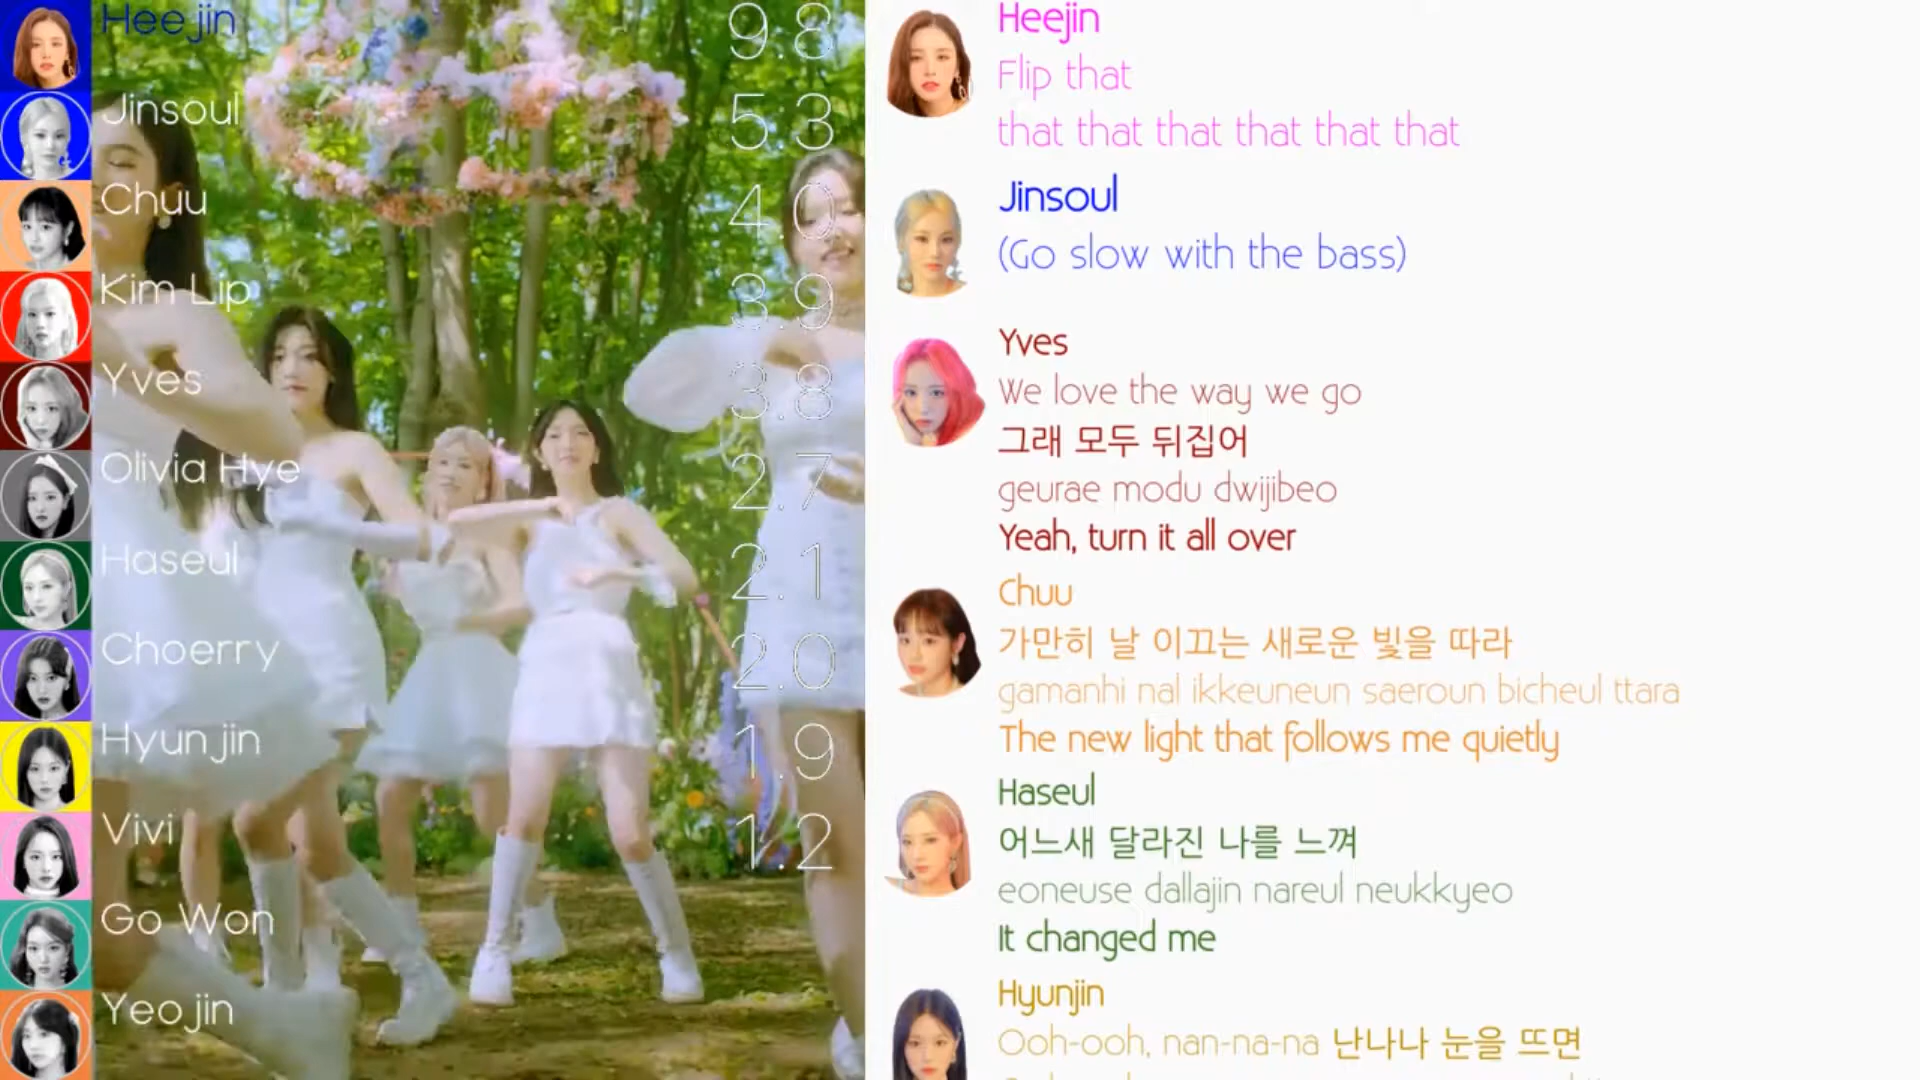 Heejin 9.8
Jinsoul 5.3
Chuu 4.0
Kim Lip 3.9
Yves 3.8
Olivia Hye 2.7
Haseul 2.1
Choerry 2.0
Hyunjin 1.9
Vivi 1.2
Go Won
Yeojin
Heejin
Flip that
that that that that that that
Jinsoul
(Go slow with the bass)
Yves
We love the way we go
그래 모두 뒤집어
geurae modu dwijibeo
Yeah, turn it all over
Chuu
가만히 날 이끄는 새로운 빛을 따라
gamanhi nal ikkeuneun saeroun bicheul ttara
The new light that follows me quietly
Haseul
어느새 달라진 나를 느껴
eoneuse dallajin nareul neukkyeo
It changed me
Hyunjin
Ooh-ooh, nan-na-na 난나나 눈을 뜨면